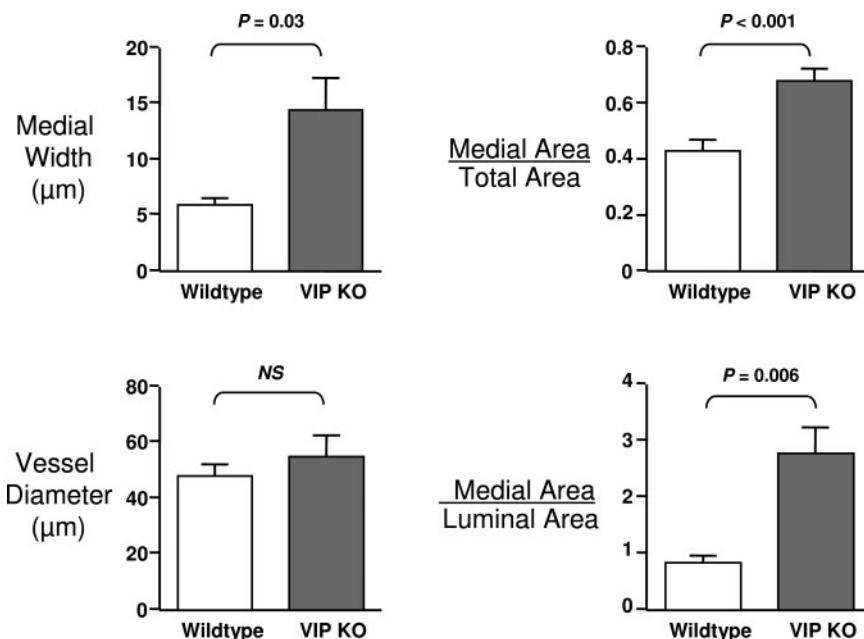 P = 0.03
20
15
10
5
0
Medial
Width
(µm)
Wildtype VIP KO
P < 0.001
0.8
0.6
0.4
0.2
0
Medial Area
Total Area
Wildtype VIP KO
NS
80
60
40
20
0
Vessel
Diameter
(µm)
Wildtype VIP KO
P = 0.006
4
3
2
1
0
Medial Area
Luminal Area
Wildtype VIP KO